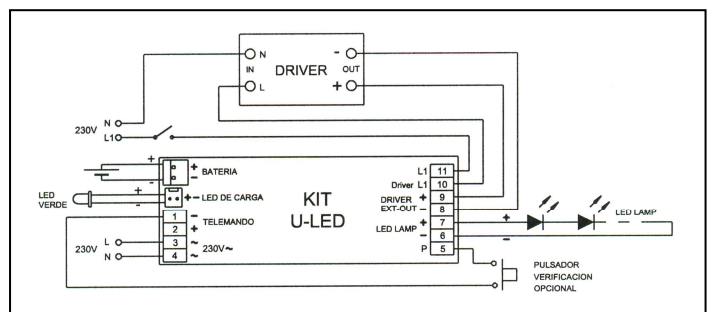 N - 
IN DRIVER OUT
L +
N
230V
L1
+ + BATERIA
- -
LED VERDE + + - LED DE CARGA
-
1 - TELEMANDO
2 +
230V L 3 ~ 230V~
N 4 ~
KIT
U-LED
L1 11
Driver L1 10
DRIVER + 9
EXT-OUT - 8
LED LAMP + 7 + LED LAMP
- 6 -
P 5
PULSADOR
VERIFICACION
OPCIONAL